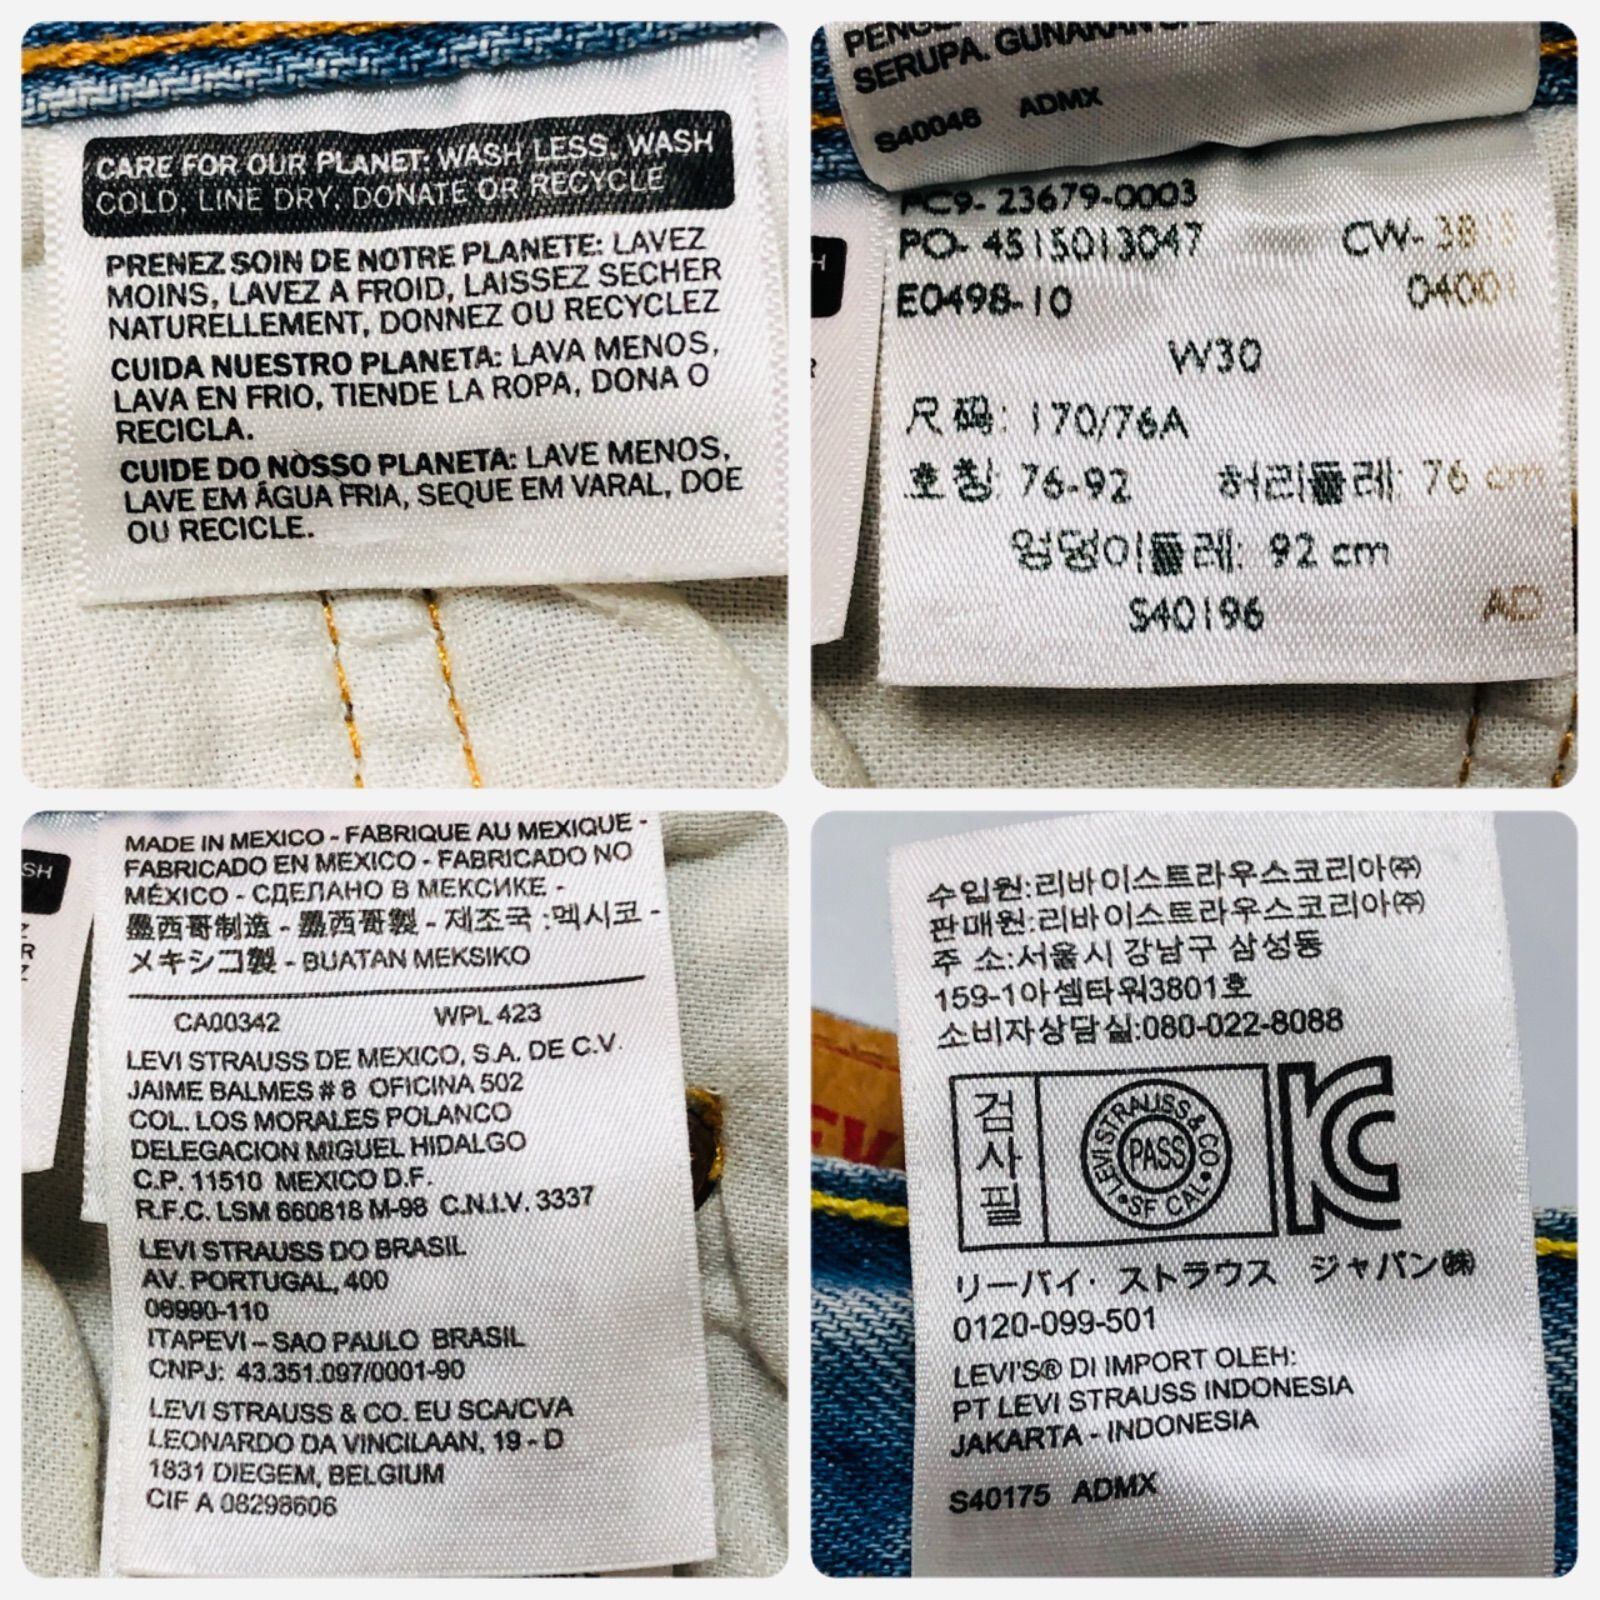 CARE FOR OUR PLANET: WASH LESS, WASH
COLD, LINE DRY, DONATE OR RECYCLE
PRENEZ SOIN DE NOTRE PLANETE: LAVEZ
MOINS, LAVEZ A FROID, LAISSEZ SECHER
NATURELLEMENT, DONNEZ OU RECYCLEZ
CUIDA NUESTRO PLANETA: LAVA MENOS,
LAVA EN FRIO, TIENDE LA ROPA, DONA O
RECICLA.
CUIDE DO NOSSO PLANETA: LAVE MENOS,
LAVE EM ÁGUA FRIA, SEQUE EM VARAL, DOE
OU RECICLE.
SERUPA. GUNAKAN
S40046 ADMX
PC9- 23679-0003
PO- 4515013047 CW-
E0498-10 04001
W30
尺码: 170/76A
호칭: 76-92 허리둘레: 76 cm
엉덩이둘레: 92 cm
S40196 AD
SH
MADE IN MEXICO - FABRIQUE AU MEXIQUE -
FABRICADO EN MEXICO - FABRICADO NO
MÉXICO - СДЕЛАНО В МЕКСИКЕ -
墨西哥制造 - 墨西哥製 - 제조국 :멕시코 -
メキシコ製 - BUATAN MEKSIKO
CA00342 WPL 423
LEVI STRAUSS DE MEXICO, S.A. DE C.V.
JAIME BALMES # 8 OFICINA 502
COL. LOS MORALES POLANCO
DELEGACION MIGUEL HIDALGO
C.P. 11510 MEXICO D.F.
R.F.C. LSM 660818 M-98 C.N.I.V. 3337
LEVI STRAUSS DO BRASIL
AV. PORTUGAL, 400
06990-110
ITAPEVI – SAO PAULO BRASIL
CNPJ: 43.351.097/0001-90
LEVI STRAUSS & CO. EU SCA/CVA
LEONARDO DA VINCILAAN, 19 - D
1831 DIEGEM, BELGIUM
CIF A 08298606
수입원:리바이스트라우스코리아㈜
판매원:리바이스트라우스코리아㈜
주 소:서울시 강남구 삼성동
159-1아셈타워3801호
소비자상담실:080-022-8088
검사필
LEVI STRAUSS & CO
PASS
SF CAL
リーバイ・ストラウス ジャパン㈱
0120-099-501
LEVI'S® DI IMPORT OLEH:
PT LEVI STRAUSS INDONESIA
JAKARTA - INDONESIA
S40175 ADMX